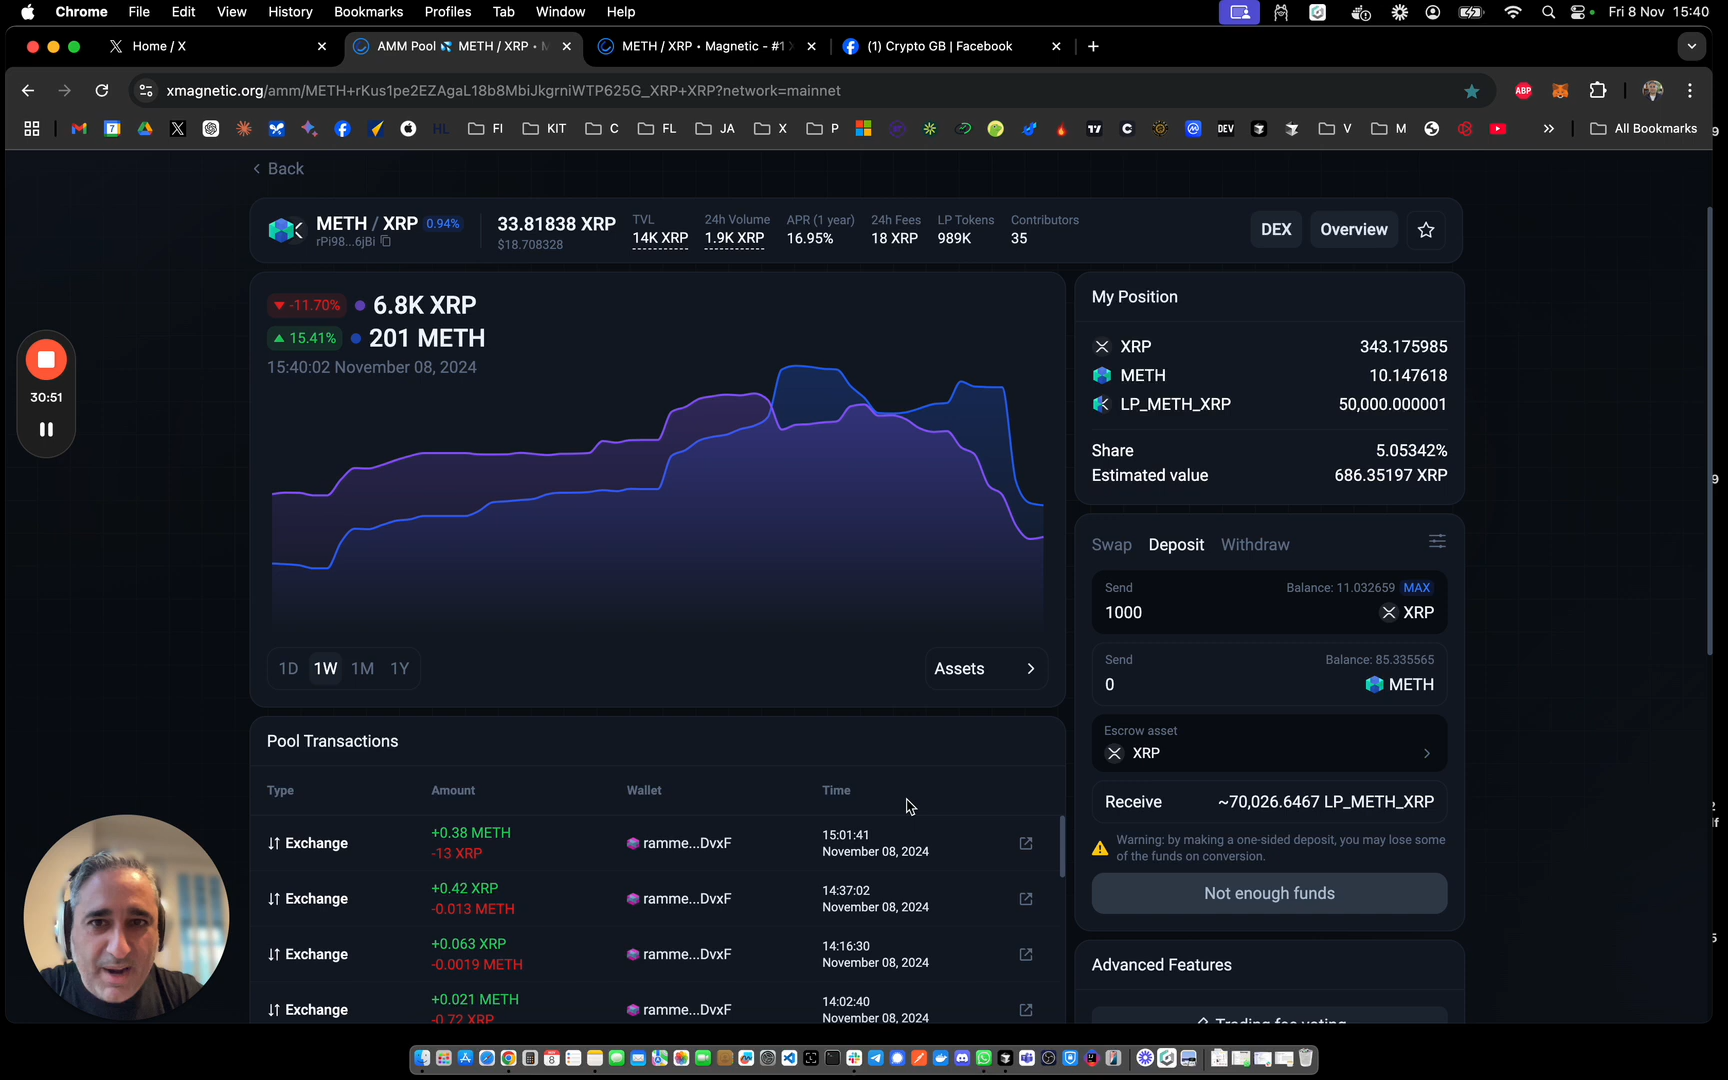 Chrome File Edit View History Bookmarks Profiles Tab Window Help Fri 8 Nov 15:40
Home / X
AMM Pool METH / XRP • M
METH / XRP • Magnetic - #1
(1) Crypto GB | Facebook
xmagnetic.org/amm/METH+rKus1pe2EZAgaL18b8MbiJkgrniWTP625G_XRP+XRP?network=mainnet
ABP
HL FI KIT C FL JA X P DEV V M All Bookmarks
Back
METH / XRP 0.94%
rPi98...6jBi
33.81838 XRP
$18.708328
TVL
14K XRP
24h Volume
1.9K XRP
APR (1 year)
16.95%
24h Fees
18 XRP
LP Tokens
989K
Contributors
35
DEX
Overview
-11.70% 6.8K XRP
15.41% 201 METH
15:40:02 November 08, 2024
30:51
1D 1W 1M 1Y
Assets
My Position
XRP 343.175985
METH 10.147618
LP_METH_XRP 50,000.000001
Share 5.05342%
Estimated value 686.35197 XRP
Swap Deposit Withdraw
Send Balance: 11.032659 MAX
1000 XRP
Send Balance: 85.335565
0 METH
Escrow asset
XRP
Receive ~70,026.6467 LP_METH_XRP
Warning: by making a one-sided deposit, you may lose some
of the funds on conversion.
Not enough funds
Advanced Features
Trading fee voting
Pool Transactions
Type Amount Wallet Time
Exchange +0.38 METH -13 XRP ramme...DvxF 15:01:41 November 08, 2024
Exchange +0.42 XRP -0.013 METH ramme...DvxF 14:37:02 November 08, 2024
Exchange +0.063 XRP -0.0019 METH ramme...DvxF 14:16:30 November 08, 2024
Exchange +0.021 METH -0.72 XRP ramme...DvxF 14:02:40 November 08, 2024